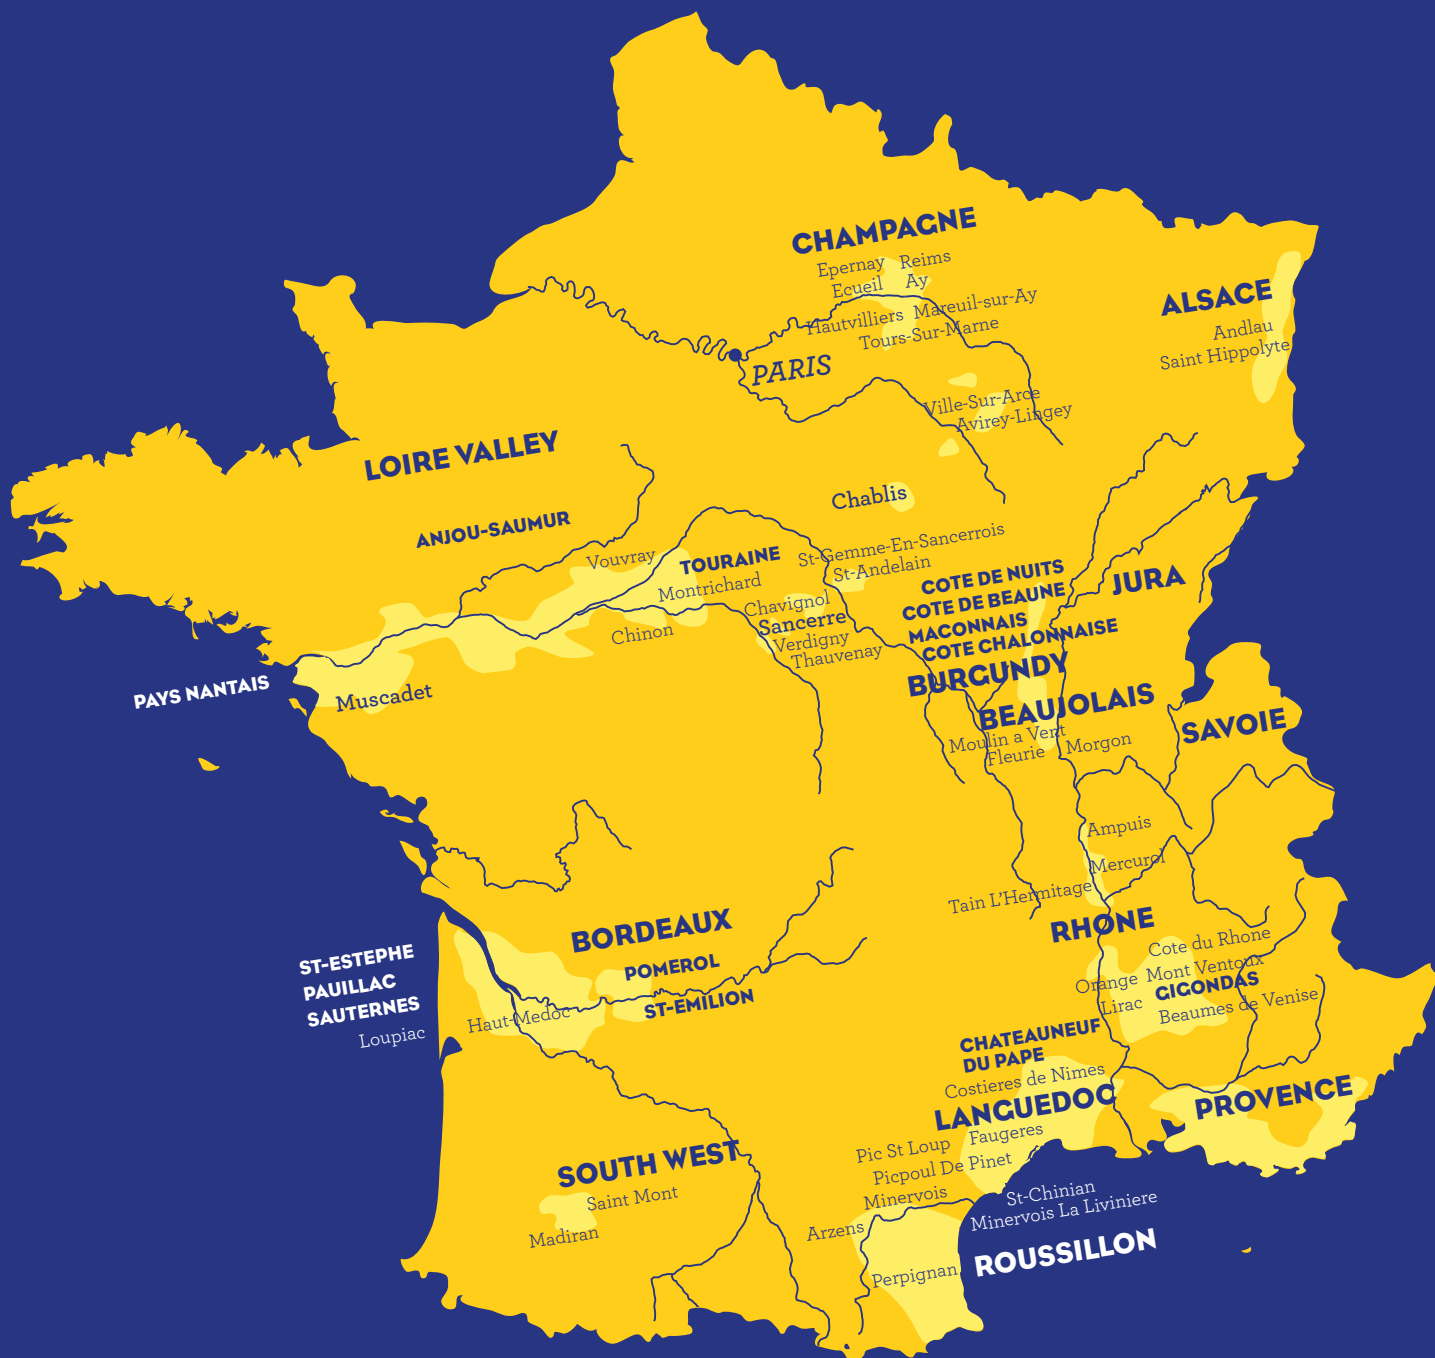 CHAMPAGNE
Epernay Reims
Ecueil Ay
Hautvilliers Mareuil-sur-Ay
Tours-Sur-Marne
ALSACE
Andlau
Saint Hippolyte
PARIS
Ville-Sur-Arce
Avirey-Lingey
LOIRE VALLEY
Chablis
ANJOU-SAUMUR
Vouvray
TOURAINE
Montrichard
Chinon
St-Gemme-En-Sancerrois
St-Andelain
Chavignol
Sancerre
Verdigny
Thauvenay
COTE DE NUITS
COTE DE BEAUNE
MACONNAIS
COTE CHALONNAISE
BURGUNDY
JURA
PAYS NANTAIS
Muscadet
BEAUJOLAIS
Moulin a Vent
Fleurie Morgon
SAVOIE
Ampuis
Mercurol
Tain L'Hermitage
RHONE
Cote du Rhone
Orange Mont Ventoux
Lirac GIGONDAS
Beaumes de Venise
BORDEAUX
POMEROL
ST-EMILION
ST-ESTEPHE
PAUILLAC
SAUTERNES
Loupiac
Haut-Medoc
CHATEAUNEUF
DU PAPE
Costieres de Nimes
LANGUEDOC
PROVENCE
Pic St Loup Faugeres
Picpoul De Pinet
Minervois
St-Chinian
Minervois La Liviniere
SOUTH WEST
Saint Mont
Madiran
Arzens
Perpignan
ROUSSILLON